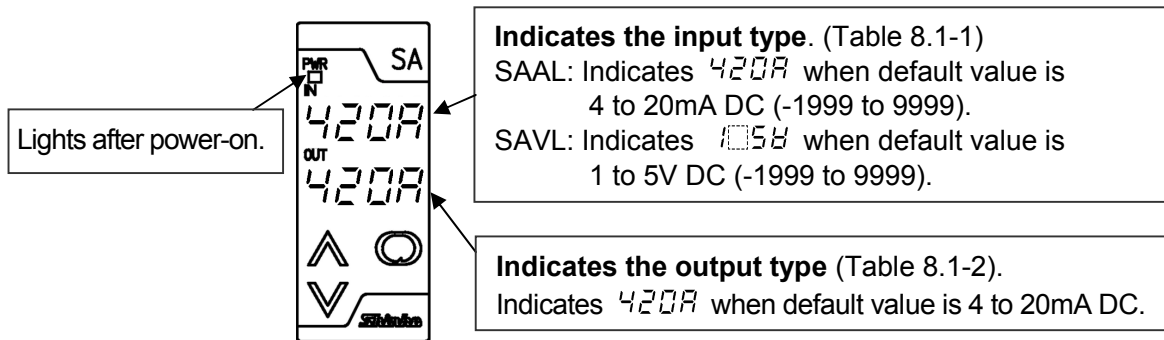 Lights after power-on.
PWR
SA
IN
420A
OUT
420A
Shinko
Indicates the input type. (Table 8.1-1)
SAAL: Indicates 420A when default value is
4 to 20mA DC (-1999 to 9999).
SAVL: Indicates 1 5V when default value is
1 to 5V DC (-1999 to 9999).
Indicates the output type (Table 8.1-2).
Indicates 420A when default value is 4 to 20mA DC.